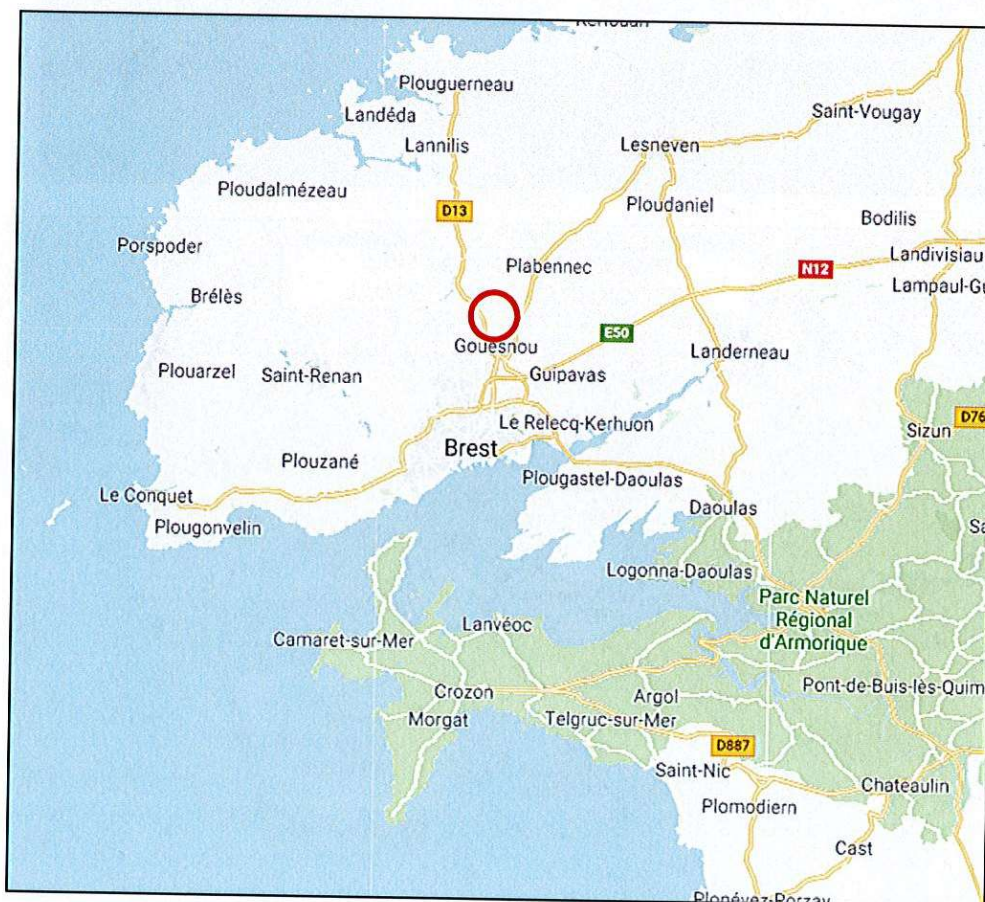 Plouguerneau
Landéda
Saint-Vougay
Lannilis
Lesneven
Ploudalmézeau
Ploudaniel
D13
Bodilis
Porspoder
Landivisiau
Plabennec
N12
Brélès
Lampaul-Gu
E50
Gouesnou
Landerneau
Plouarzel
Saint-Renan
Guipavas
D76
Le Relecq-Kerhuon
Sizun
Brest
Plouzané
Plougastel-Daoulas
Le Conquet
Daoulas
Plougonvelin
Sa
Logonna-Daoulas
Parc Naturel
Régional
d'Armorique
Lanvéoc
Camaret-sur-Mer
Pont-de-Buis-lès-Quim
Crozon
Argol
Morgat
Telgruc-sur-Mer
D887
Saint-Nic
Chateaulin
Plomodiern
Cast